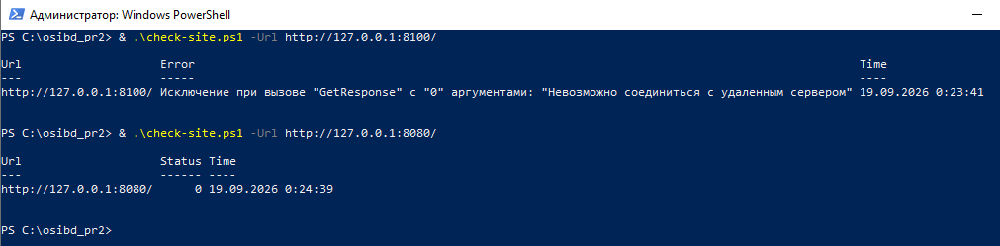 Администратор: Windows PowerShell
PS C:\osibd_pr2> & .\check-site.ps1 -Url http://127.0.0.1:8100/
Url Error Time
--- ----- ----
http://127.0.0.1:8100/ Исключение при вызове "GetResponse" с "0" аргументами: "Невозможно соединиться с удаленным сервером" 19.09.2026 0:23:41
PS C:\osibd_pr2> & .\check-site.ps1 -Url http://127.0.0.1:8080/
Url Status Time
--- ------ ----
http://127.0.0.1:8080/ 0 19.09.2026 0:24:39
PS C:\osibd_pr2>